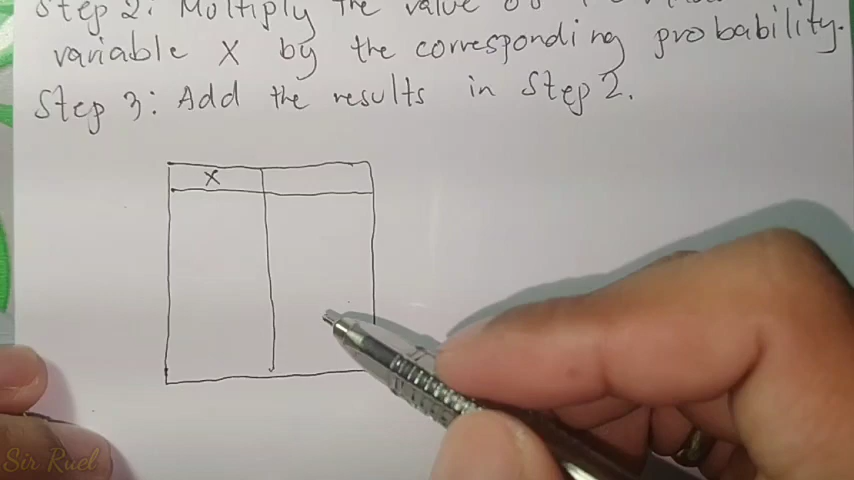 Step 2: Multiply the value
variable X by the corresponding probability.
Step 3: Add the results in Step 2.
X
Sir Ruel